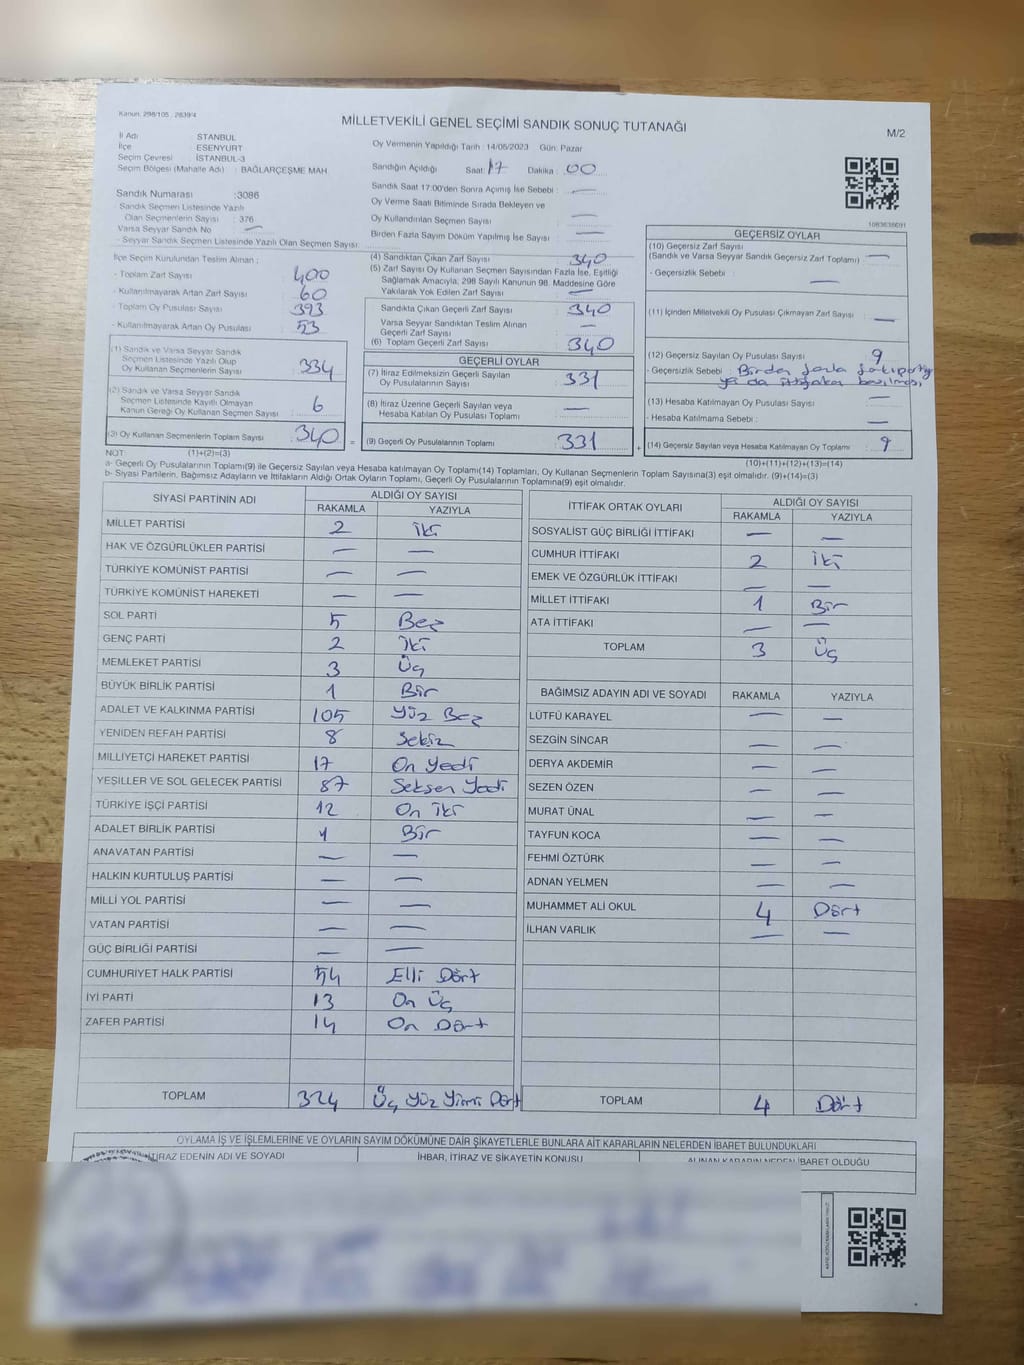 Kanun: 298/105 , 2839/4
MİLLETVEKİLİ GENEL SEÇİMİ SANDIK SONUÇ TUTANAĞI
M/2
İl Adı : STANBUL
İlçe : ESENYURT
Seçim Çevresi : İSTANBUL-3
Seçim Bölgesi (Mahalle Adı) : BAĞLARÇEŞME MAH.
Sandık Numarası :3086
Sandık Seçmen Listesinde Yazılı
Olan Seçmenlerin Sayısı : 376
Varsa Seyyar Sandık No —
- Seyyar Sandık Seçmen Listesinde Yazılı Olan Seçmen Sayısı
Oy Vermenin Yapıldığı Tarih : 14/05/2023 Gün: Pazar
Sandığın Açıldığı Saat: 17 Dakika : 00
Sandık Saat 17:00'den Sonra Açılmış İse Sebebi : —
Oy Verme Saati Bitiminde Sırada Bekleyen ve
Oy Kullandırılan Seçmen Sayısı —
Birden Fazla Sayım Döküm Yapılmış İse Sayısı —
İlçe Seçim Kurulundan Teslim Alınan ;
- Toplam Zarf Sayısı 400
- Kullanılmayarak Artan Zarf Sayısı 60
- Toplam Oy Pusulası Sayısı 393
- Kullanılmayarak Artan Oy Pusulası 53
(1) Sandık ve Varsa Seyyar Sandık
Seçmen Listesinde Yazılı Olup
Oy Kullanan Seçmenlerin Sayısı 334
(2) Sandık ve Varsa Seyyar Sandık
Seçmen Listesinde Kayıtlı Olmayan
Kanun Gereği Oy Kullanan Seçmen Sayısı 6
(3) Oy Kullanan Seçmenlerin Toplam Sayısı 340 =
(4) Sandıktan Çıkan Zarf Sayısı 340
(5) Zarf Sayısı Oy Kullanan Seçmen Sayısından Fazla İse, Eşitliği
Sağlamak Amacıyla; 298 Sayılı Kanunun 98. Maddesine Göre
Yakılarak Yok Edilen Zarf Sayısı —
Sandıkta Çıkan Geçerli Zarf Sayısı 340
Varsa Seyyar Sandıktan Teslim Alınan
Geçerli Zarf Sayısı —
(6) Toplam Geçerli Zarf Sayısı 340
GEÇERLİ OYLAR
(7) İtiraz Edilmeksizin Geçerli Sayılan
Oy Pusulalarının Sayısı 331
(8) İtiraz Üzerine Geçerli Sayılan veya
Hesaba Katılan Oy Pusulası Toplamı —
(9) Geçerli Oy Pusulalarının Toplamı 331 +
GEÇERSİZ OYLAR
(10) Geçersiz Zarf Sayısı
(Sandık ve Varsa Seyyar Sandık Geçersiz Zarf Toplamı) —
- Geçersizlik Sebebi : —
(11) İçinden Milletvekili Oy Pusulası Çıkmayan Zarf Sayısı —
(12) Geçersiz Sayılan Oy Pusulası Sayısı 9
- Geçersizlik Sebebi : Birden fazla parti
ya da ittifaka basılması
(13) Hesaba Katılmayan Oy Pusulası Sayısı —
- Hesaba Katılmama Sebebi : —
(14) Geçersiz Sayılan veya Hesaba Katılmayan Oy Toplamı 9
NOT: (1)+(2)=(3)
(10)+(11)+(12)+(13)=(14)
a- Geçerli Oy Pusulalarının Toplamı(9) ile Geçersiz Sayılan veya Hesaba Katılmayan Oy Toplamı(14) Toplamları, Oy Kullanan Seçmenlerin Toplam Sayısına(3) eşit olmalıdır. (9)+(14)=(3)
b- Siyasi Partilerin, Bağımsız Adayların ve İttifakların Aldığı Ortak Oyların Toplamı, Geçerli Oy Pusulalarının Toplamına(9) eşit olmalıdır.
SİYASİ PARTİNİN ADI ALDIĞI OY SAYISI
RAKAMLA YAZIYLA
MİLLET PARTİSİ 2 İki
HAK VE ÖZGÜRLÜKLER PARTİSİ — —
TÜRKİYE KOMÜNİST PARTİSİ — —
TÜRKİYE KOMÜNİST HAREKETİ — —
SOL PARTİ 5 Beş
GENÇ PARTİ 2 İki
MEMLEKET PARTİSİ 3 Üç
BÜYÜK BİRLİK PARTİSİ 1 Bir
ADALET VE KALKINMA PARTİSİ 105 Yüz Beş
YENİDEN REFAH PARTİSİ 8 Sekiz
MİLLİYETÇİ HAREKET PARTİSİ 17 On Yedi
YEŞİLLER VE SOL GELECEK PARTİSİ 87 Seksen Yedi
TÜRKİYE İŞÇİ PARTİSİ 12 On iki
ADALET BİRLİK PARTİSİ 1 Bir
ANAVATAN PARTİSİ — —
HALKIN KURTULUŞ PARTİSİ — —
MİLLİ YOL PARTİSİ — —
VATAN PARTİSİ — —
GÜÇ BİRLİĞİ PARTİSİ — —
CUMHURİYET HALK PARTİSİ 54 Elli Dört
İYİ PARTİ 13 On Üç
ZAFER PARTİSİ 14 On Dört
TOPLAM 324 Üç Yüz Yirmi Dört
İTTİFAK ORTAK OYLARI ALDIĞI OY SAYISI
RAKAMLA YAZIYLA
SOSYALİST GÜÇ BİRLİĞİ İTTİFAKI — —
CUMHUR İTTİFAKI 2 İki
EMEK VE ÖZGÜRLÜK İTTİFAKI — —
MİLLET İTTİFAKI 1 Bir
ATA İTTİFAKI — —
TOPLAM 3 Üç
BAĞIMSIZ ADAYIN ADI VE SOYADI RAKAMLA YAZIYLA
LÜTFÜ KARAYEL — —
SEZGİN SİNCAR — —
DERYA AKDEMİR — —
SEZEN ÖZEN — —
MURAT ÜNAL — —
TAYFUN KOCA — —
FEHMİ ÖZTÜRK — —
ADNAN YELMEN — —
MUHAMMET ALİ OKUL 4 Dört
İLHAN VARLIK — —
TOPLAM 4 Dört
OYLAMA İŞ VE İŞLEMLERİNE VE OYLARIN SAYIM DÖKÜMÜNE DAİR ŞİKAYETLERLE BUNLARA AİT KARARLARIN NELERDEN İBARET BULUNDUKLARI
İTİRAZ EDENİN ADI VE SOYADI İHBAR, İTİRAZ VE ŞİKAYETİN KONUSU ALINAN KARARIN NEDEN İBARET OLDUĞU